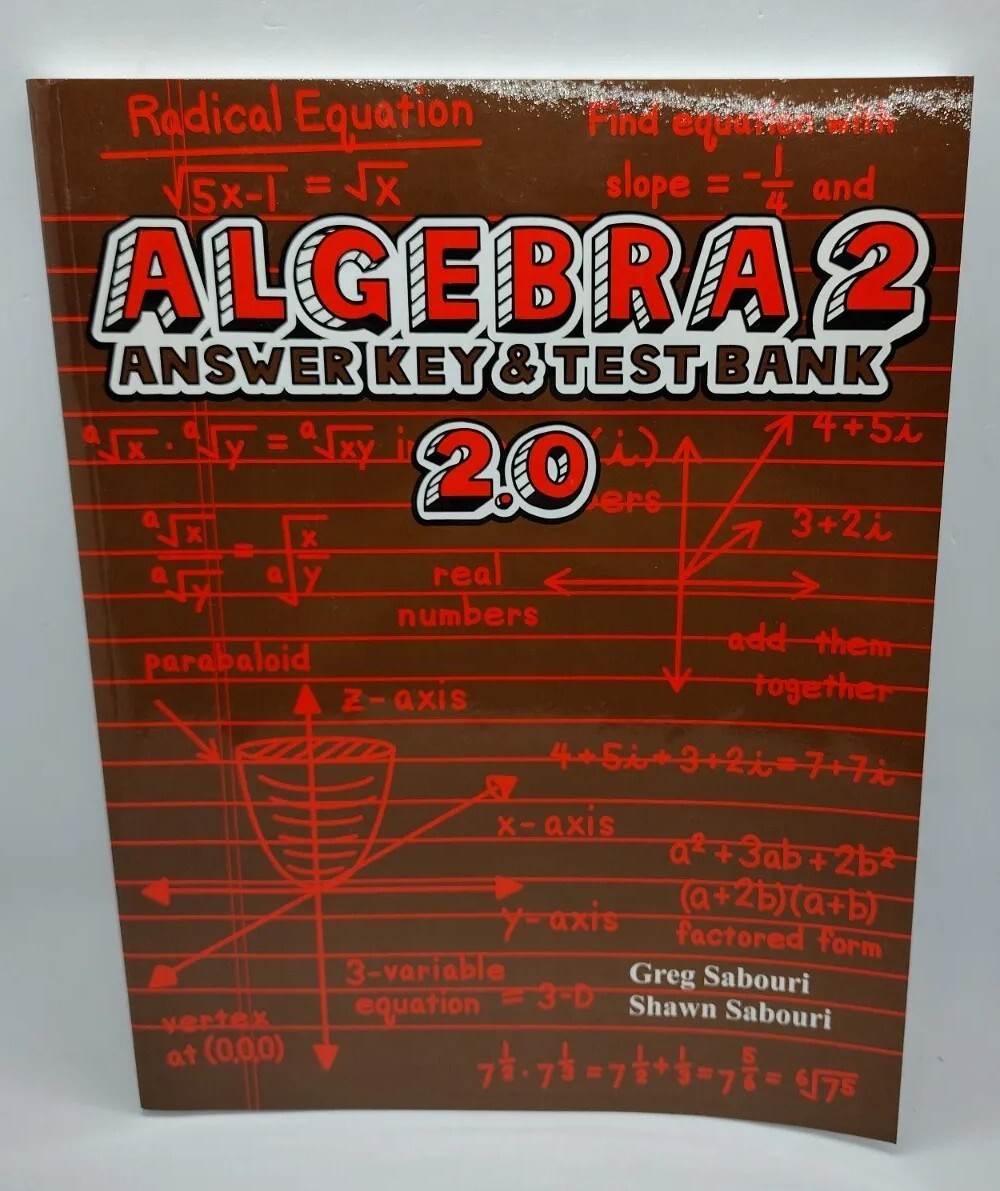 Radical Equation
√5x-1 = √x
Find equation with
slope = -1/4 and
ALGEBRA 2
ANSWER KEY & TEST BANK
2.0
ᵃ√x · ᵃ√y = ᵃ√xy
(i)
ers
4+5i
3+2i
ᵃ√x / ᵃ√y = ᵃ√(x/y)
real
numbers
add them
together
parabaloid
z-axis
4+5i+3+2i=7+7i
x-axis
a²+3ab+2b²
(a+2b)(a+b)
factored form
y-axis
3-variable
equation = 3-D
Greg Sabouri
Shawn Sabouri
vertex
at (0,0,0)
7^½ · 7^⅓ = 7^½+⅓ = 7^⅚ = ⁶√7⁵